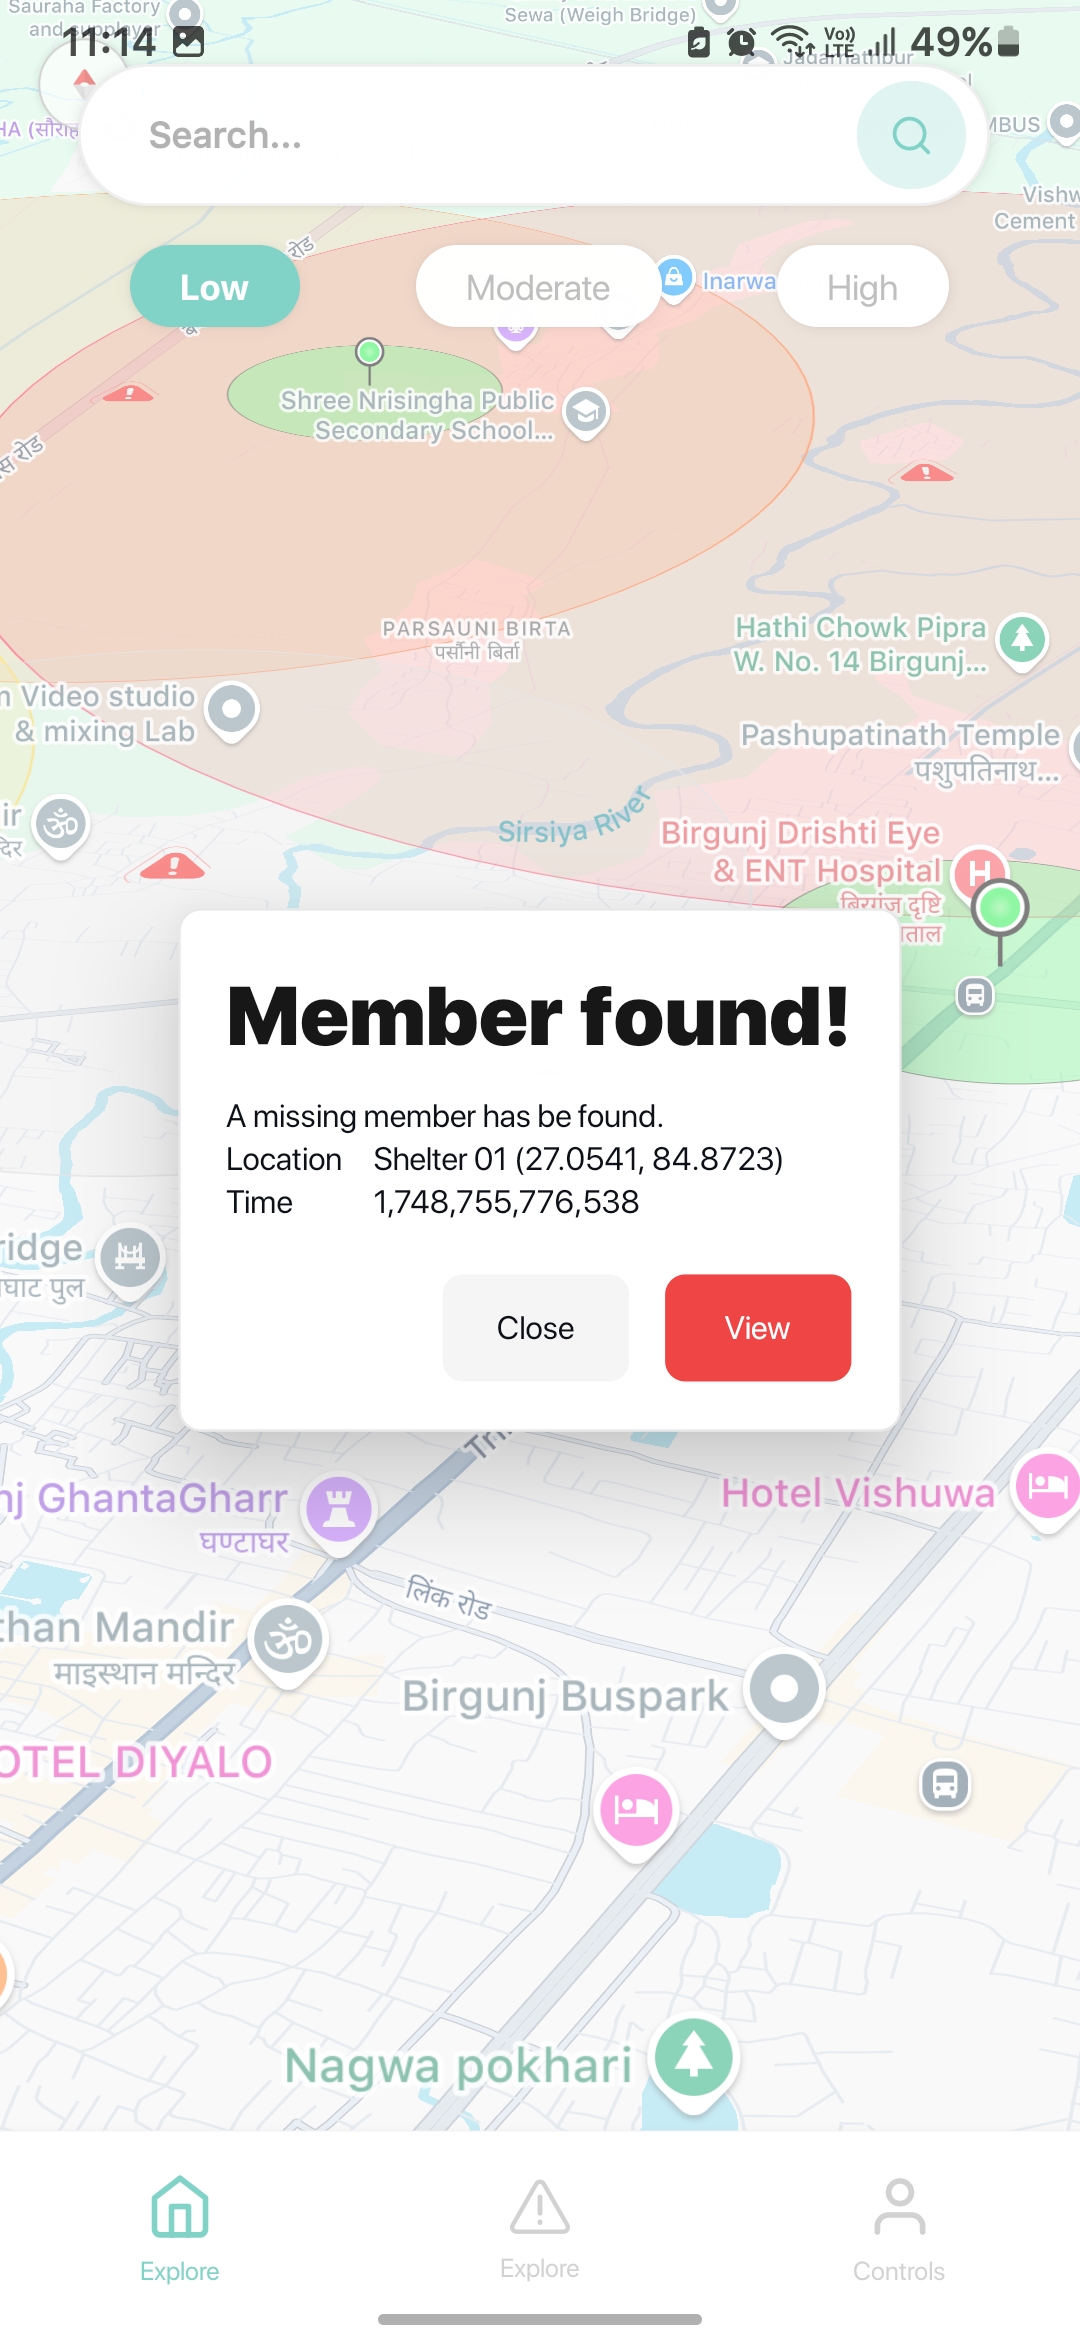 Sauraha Factory
and supplayer
Sewa (Weigh Bridge)
11:14
Vo))
LTE
49%
Jagarnathpur
HA
MBUS
Search...
Vishw
Cement
रोड
Low
Moderate
Inarwa
High
Shree Nrisingha Public
Secondary School...
स रोड
PARSAUNI BIRTA
पर्सौनी बिर्ता
Hathi Chowk Pipra
W. No. 14 Birgunj...
n Video studio
& mixing Lab
Pashupatinath Temple
पशुपतिनाथ...
ir
न्दिर
Sirsiya River
Birgunj Drishti Eye
& ENT Hospital
बिरगंज दृष्टि
ताल
H
Member found!
A missing member has be found.
Location Shelter 01 (27.0541, 84.8723)
Time 1,748,755,776,538
ridge
घाट पुल
Close
View
Tri
nj GhantaGharr
घण्टाघर
Hotel Vishuwa
लिंक रोड
than Mandir
माइस्थान मन्दिर
Birgunj Buspark
OTEL DIYALO
Nagwa pokhari
Explore
Explore
Controls